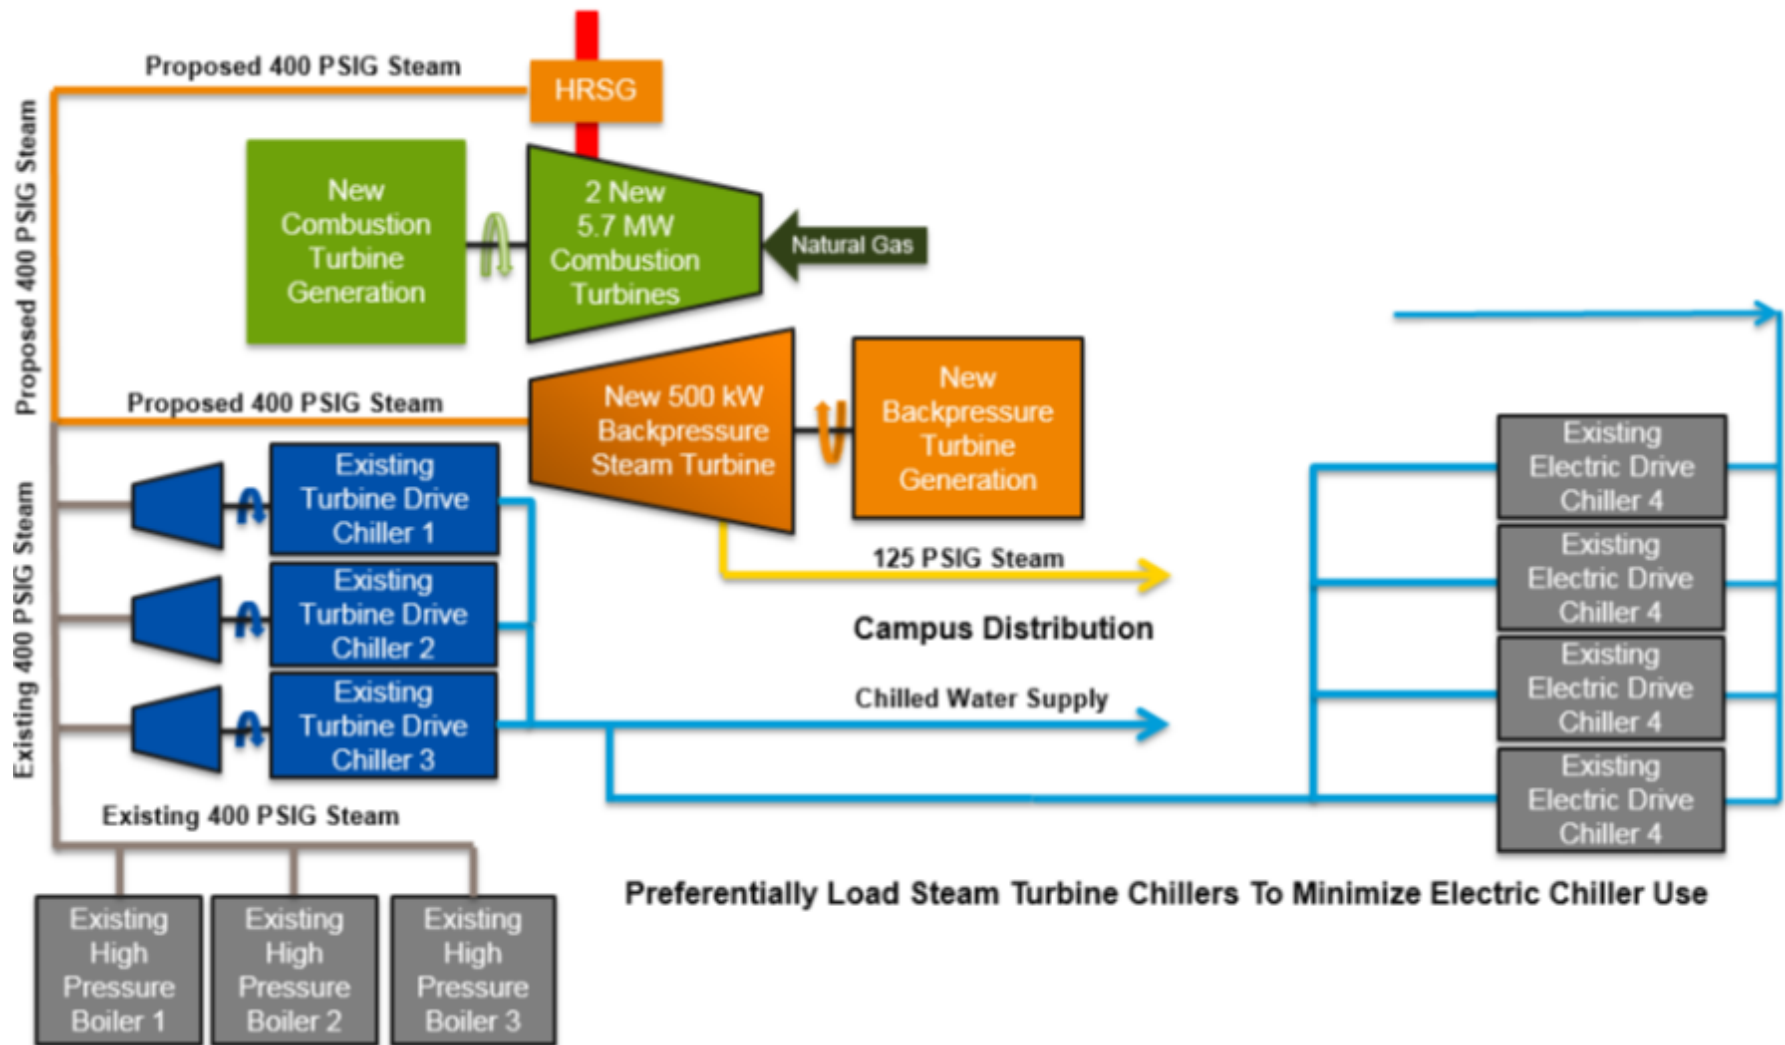 Proposed 400 PSIG Steam
HRSG
Proposed 400 PSIG Steam
New
Combustion
Turbine
Generation
2 New
5.7 MW
Combustion
Turbines
Natural Gas
Proposed 400 PSIG Steam
New 500 kW
Backpressure
Steam Turbine
New
Backpressure
Turbine
Generation
Existing 400 PSIG Steam
Existing
Turbine Drive
Chiller 1
Existing
Turbine Drive
Chiller 2
Existing
Turbine Drive
Chiller 3
125 PSIG Steam
Campus Distribution
Chilled Water Supply
Existing
Electric Drive
Chiller 4
Existing
Electric Drive
Chiller 4
Existing
Electric Drive
Chiller 4
Existing
Electric Drive
Chiller 4
Existing 400 PSIG Steam
Preferentially Load Steam Turbine Chillers To Minimize Electric Chiller Use
Existing
High
Pressure
Boiler 1
Existing
High
Pressure
Boiler 2
Existing
High
Pressure
Boiler 3